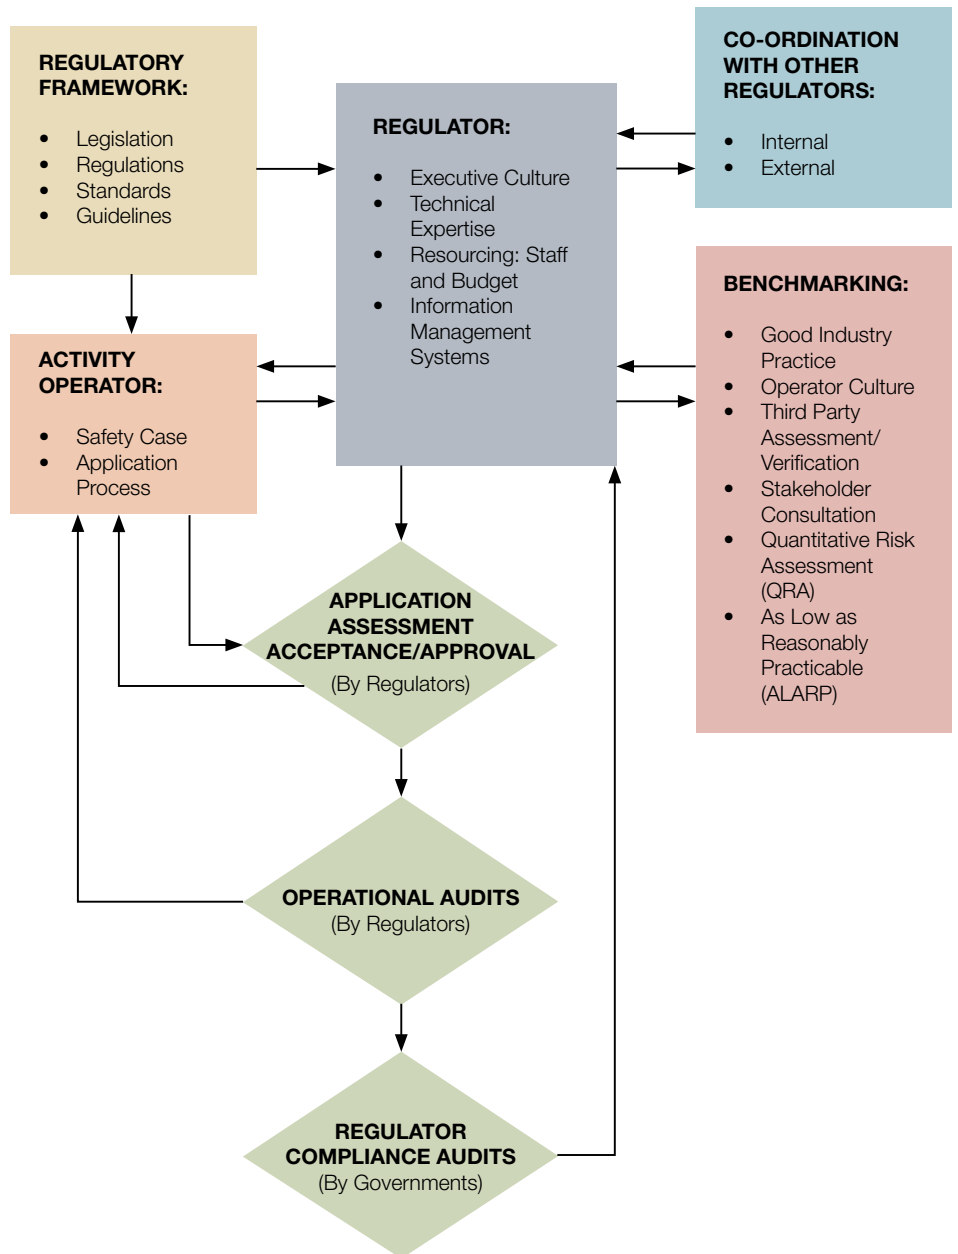 REGULATORY
FRAMEWORK:
• Legislation
• Regulations
• Standards
• Guidelines
REGULATOR:
• Executive Culture
• Technical
Expertise
• Resourcing: Staff
and Budget
• Information
Management
Systems
CO-ORDINATION
WITH OTHER
REGULATORS:
• Internal
• External
ACTIVITY
OPERATOR:
• Safety Case
• Application
Process
BENCHMARKING:
• Good Industry
Practice
• Operator Culture
• Third Party
Assessment/
Verification
• Stakeholder
Consultation
• Quantitative Risk
Assessment
(QRA)
• As Low as
Reasonably
Practicable
(ALARP)
APPLICATION
ASSESSMENT
ACCEPTANCE/APPROVAL
(By Regulators)
OPERATIONAL AUDITS
(By Regulators)
REGULATOR
COMPLIANCE AUDITS
(By Governments)